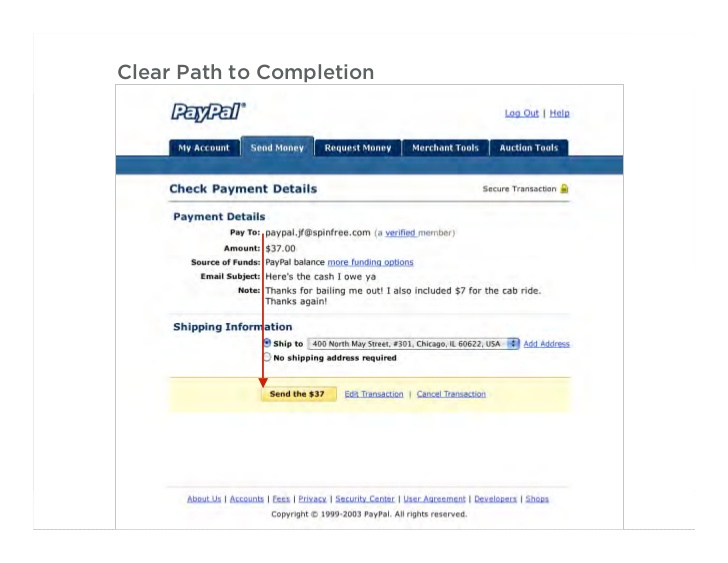 Clear Path to Completion
PayPal®
Log Out | Help
My Account Send Money Request Money Merchant Tools Auction Tools
Check Payment Details
Secure Transaction
Payment Details
Pay To: paypal.jf@spinfree.com (a verified member)
Amount: $37.00
Source of Funds: PayPal balance more funding options
Email Subject: Here's the cash I owe ya
Note: Thanks for bailing me out! I also included $7 for the cab ride.
Thanks again!
Shipping Information
Ship to 400 North May Street, #301, Chicago, IL 60622, USA Add Address
No shipping address required
Send the $37 Edit Transaction | Cancel Transaction
About Us | Accounts | Fees | Privacy | Security Center | User Agreement | Developers | Shops
Copyright © 1999-2003 PayPal. All rights reserved.